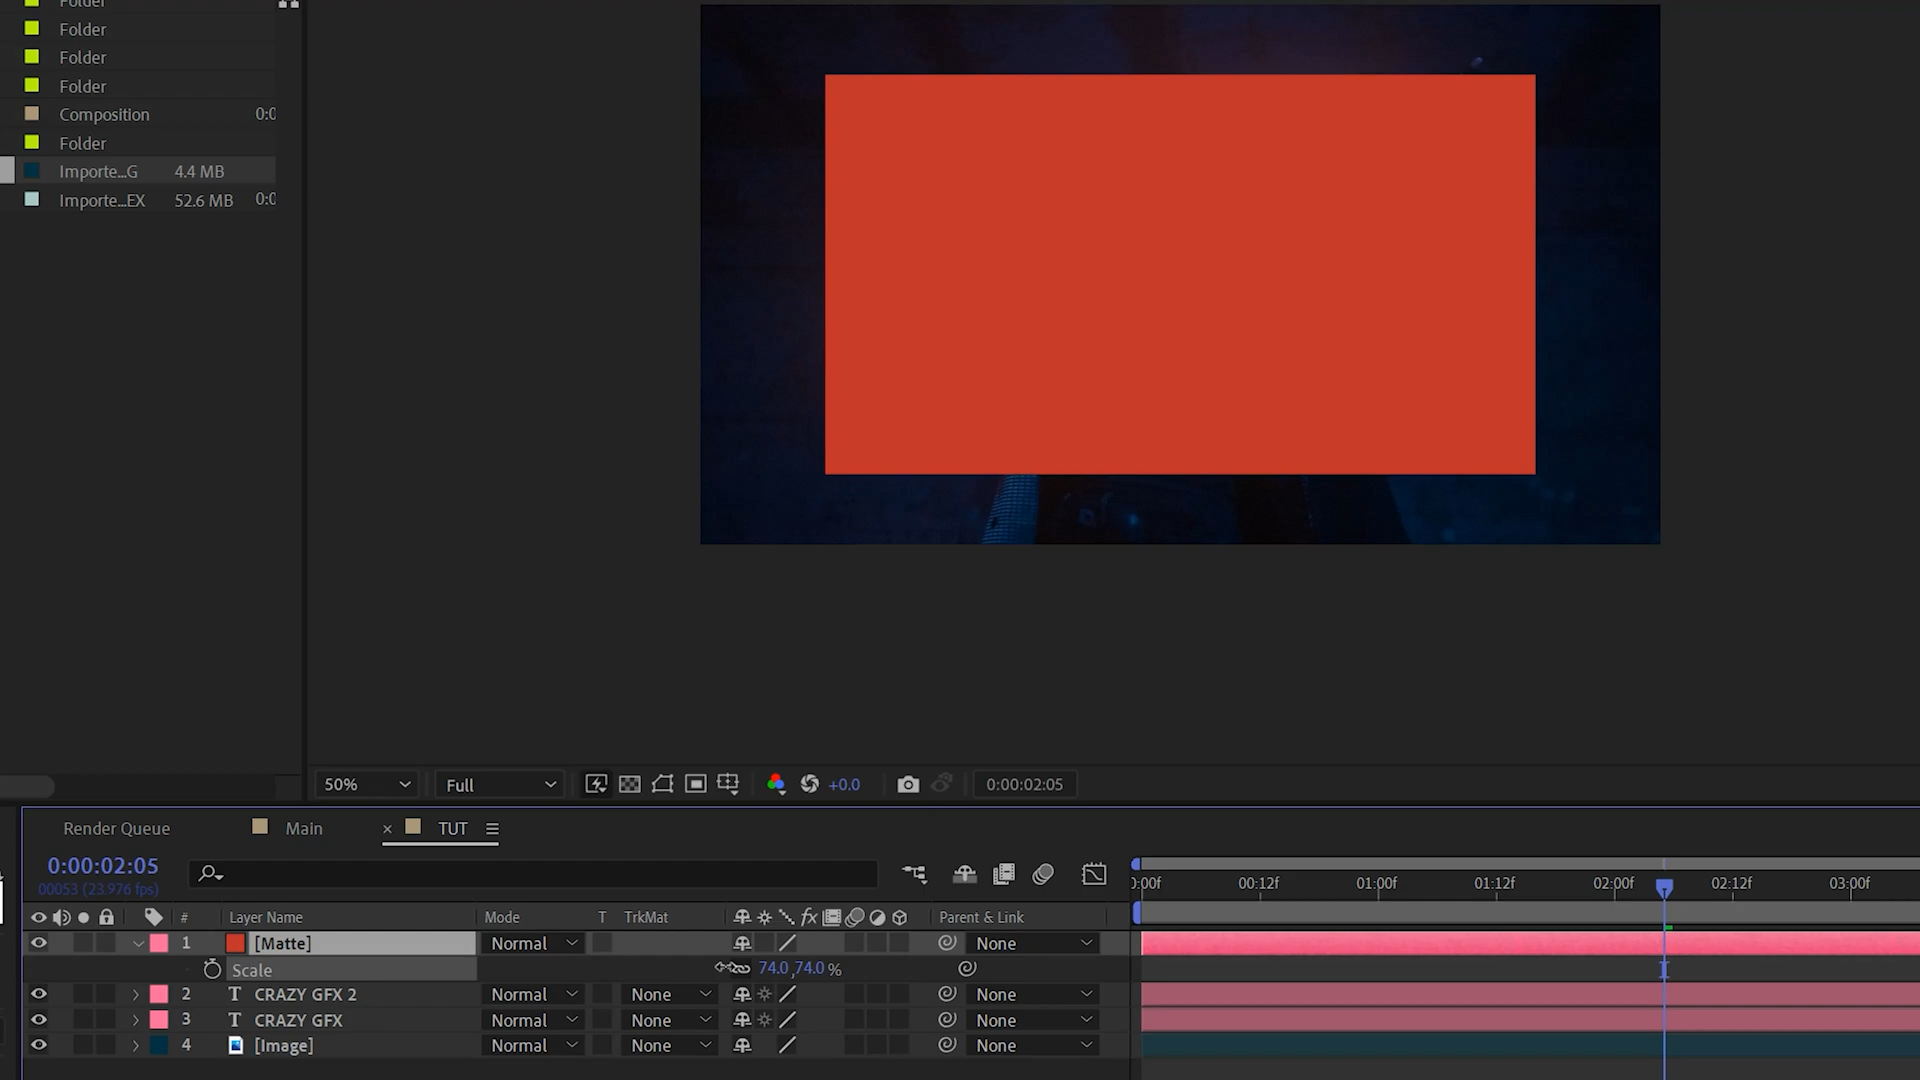 Folder
Folder
Folder
Folder
Composition 0:0
Folder
Importe...G 4.4 MB
Importe...EX 52.6 MB 0:0
50% Full +0.0 0:00:02:05
Render Queue Main × TUT
0:00:02:05
00053 (23.976 fps)
0:00f 00:12f 01:00f 01:12f 02:00f 02:12f 03:00f
# Layer Name Mode T TrkMat fx Parent & Link
1 [Matte] Normal None
Scale 74.0,74.0 %
2 T CRAZY GFX 2 Normal None None
3 T CRAZY GFX Normal None None
4 [Image] Normal None None